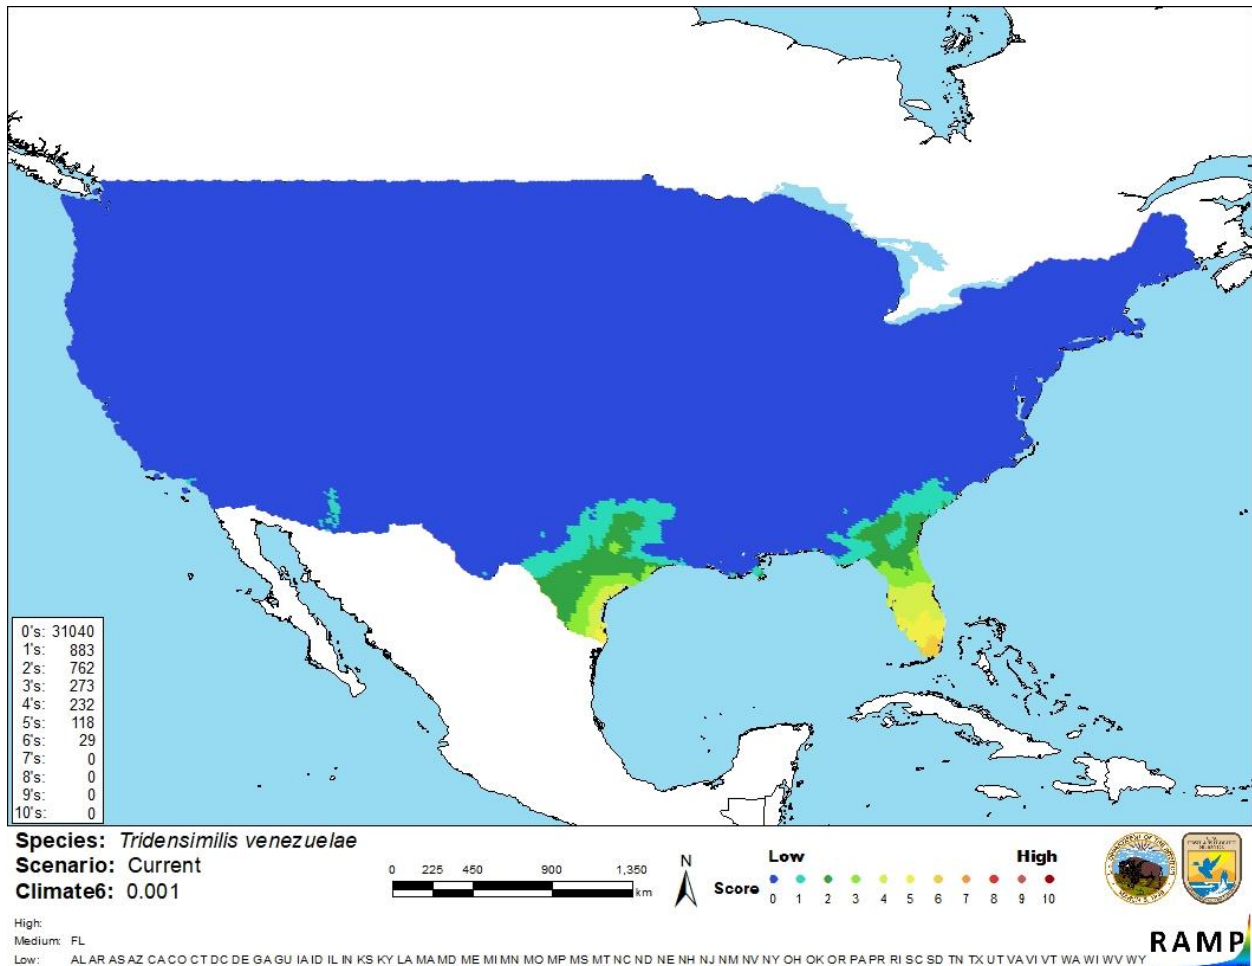 0's: 31040
1's: 883
2's: 762
3's: 273
4's: 232
5's: 118
6's: 29
7's: 0
8's: 0
9's: 0
10's: 0
Species: Tridensimilis venezuelae
Scenario: Current
Climate6: 0.001
0 225 450 900 1,350
km
N
Low High
Score
0 1 2 3 4 5 6 7 8 9 10
High:
Medium: FL
Low: AL AR AS AZ CA CO CT DC DE GA GU IA ID IL IN KS KY LA MA MD ME MI MN MO MP MS MT NC ND NE NH NJ NM NV NY OH OK OR PA PR RI SC SD TN TX UT VA VI VT WA WI WV WY
RAMP